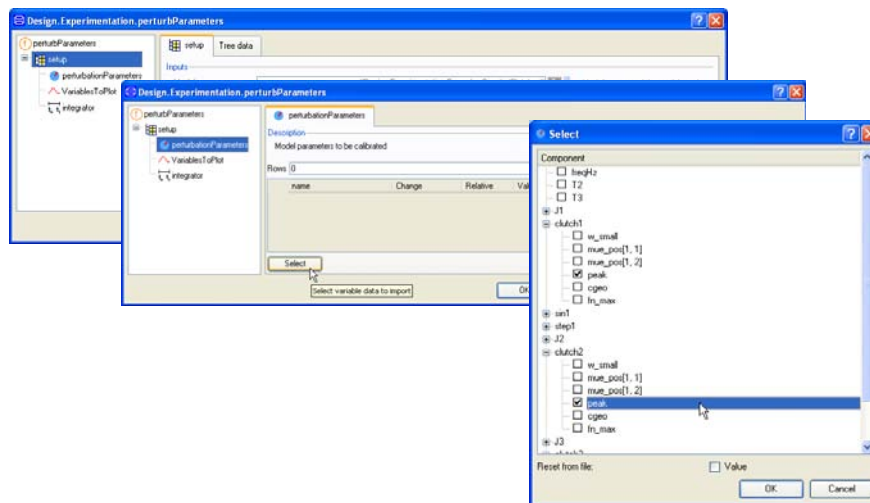 Design.Experimentation.perturbParameters
perturbParameters
setup
perturbationParameters
VariablesToPlot
integrator
setup
Tree data
Inputs
Design.Experimentation.perturbParameters
perturbParameters
setup
perturbationParameters
VariablesToPlot
integrator
perturbationParameters
Description
Model parameters to be calibrated
Rows 0
name Change Relative Val
Select
Select variable data to import
OK
Select
Component
freqHz
T2
T3
J1
clutch1
w_small
mue_pos[1, 1]
mue_pos[1, 2]
peak
cgeo
fn_max
sin1
step1
J2
clutch2
w_small
mue_pos[1, 1]
mue_pos[1, 2]
peak
cgeo
fn_max
J3
Reset from file:
Value
OK
Cancel